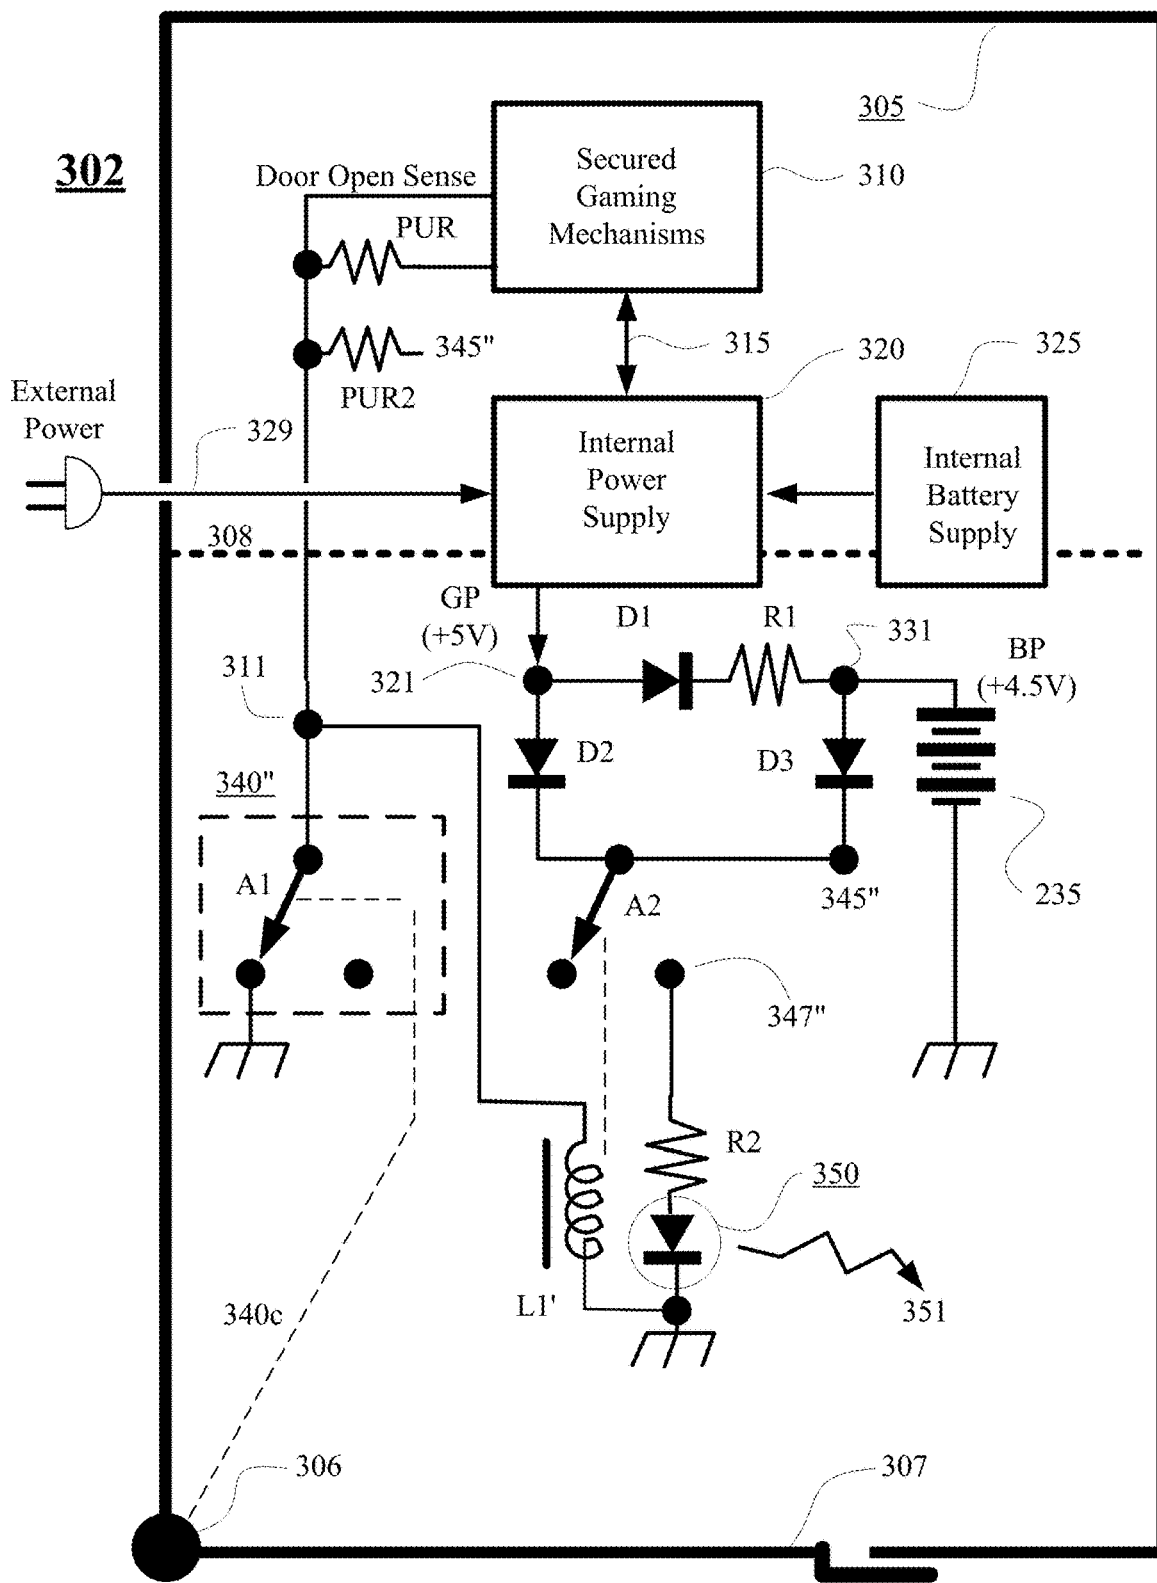 305
302
Door Open Sense
Secured
Gaming
Mechanisms
310
PUR
345"
PUR2
315
320
325
External
Power
329
Internal
Power
Supply
Internal
Battery
Supply
308
GP
(+5V)
D1
R1
331
BP
(+4.5V)
311
321
D2
D3
340"
A1
A2
345"
235
347"
R2
350
L1'
351
340c
306
307